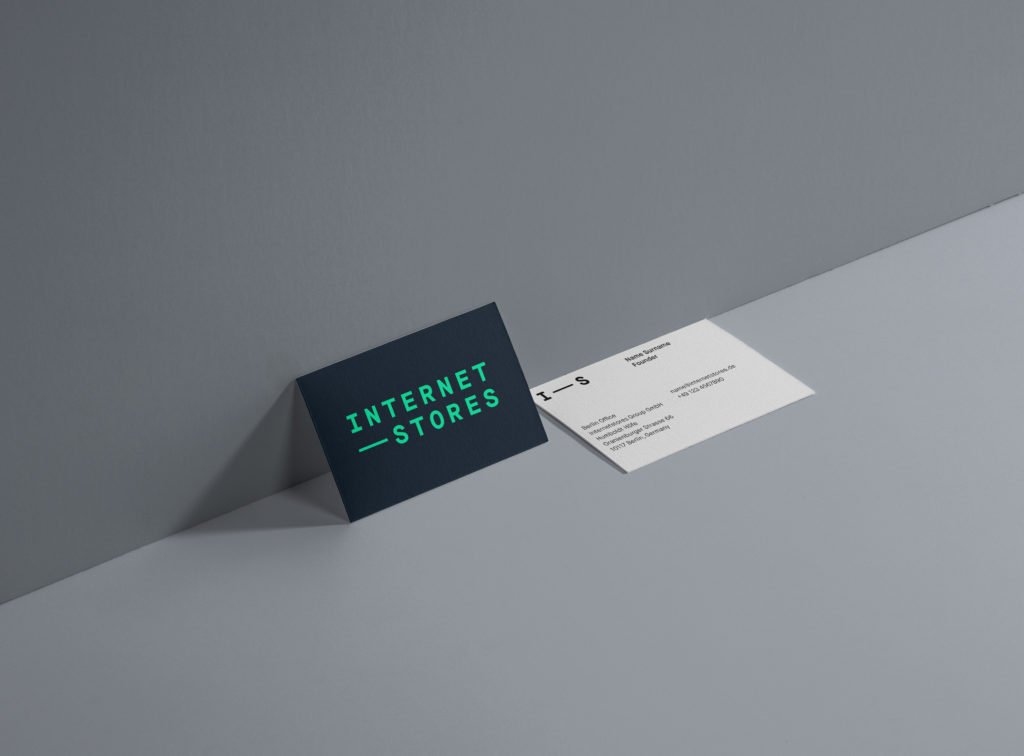 INTERNET
—STORES
I—S
Name Surname
Founder
name@internetstores.de
+49 123 4567890
Berlin Office
Internetstores Group GmbH
Humboldt Höfe
Oranienburger Strasse 66
10117 Berlin, Germany